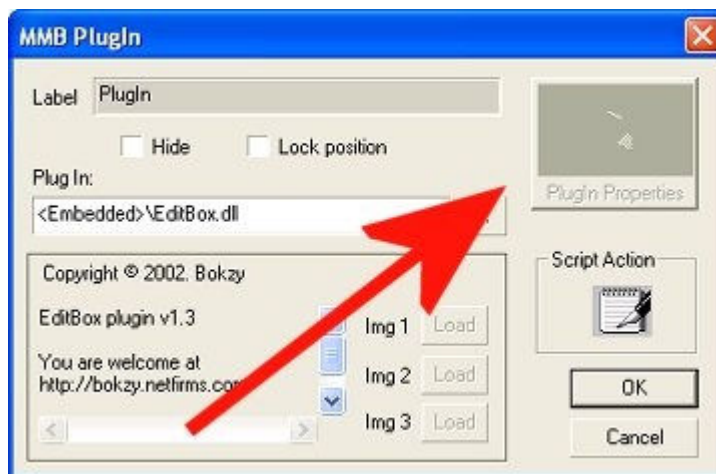 MMB PlugIn
Label PlugIn
Hide Lock position
Plug In:
<Embedded>\EditBox.dll
PlugIn Properties
Copyright © 2002. Bokzy
EditBox plugin v1.3
You are welcome at
http://bokzy.netfirms.com
Img 1 Load
Img 2 Load
Img 3 Load
Script Action
OK
Cancel